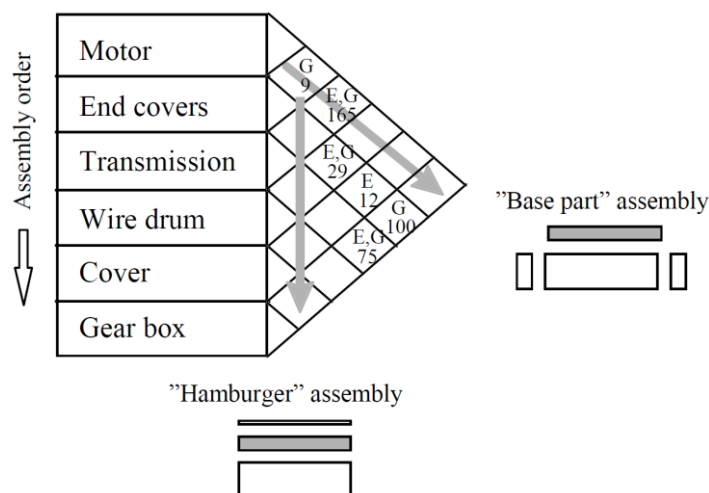 Assembly order
Motor
End covers
Transmission
Wire drum
Cover
Gear box
G
9
E,G
165
E,G
29
E
12
G
100
E,G
75
"Base part" assembly
"Hamburger" assembly